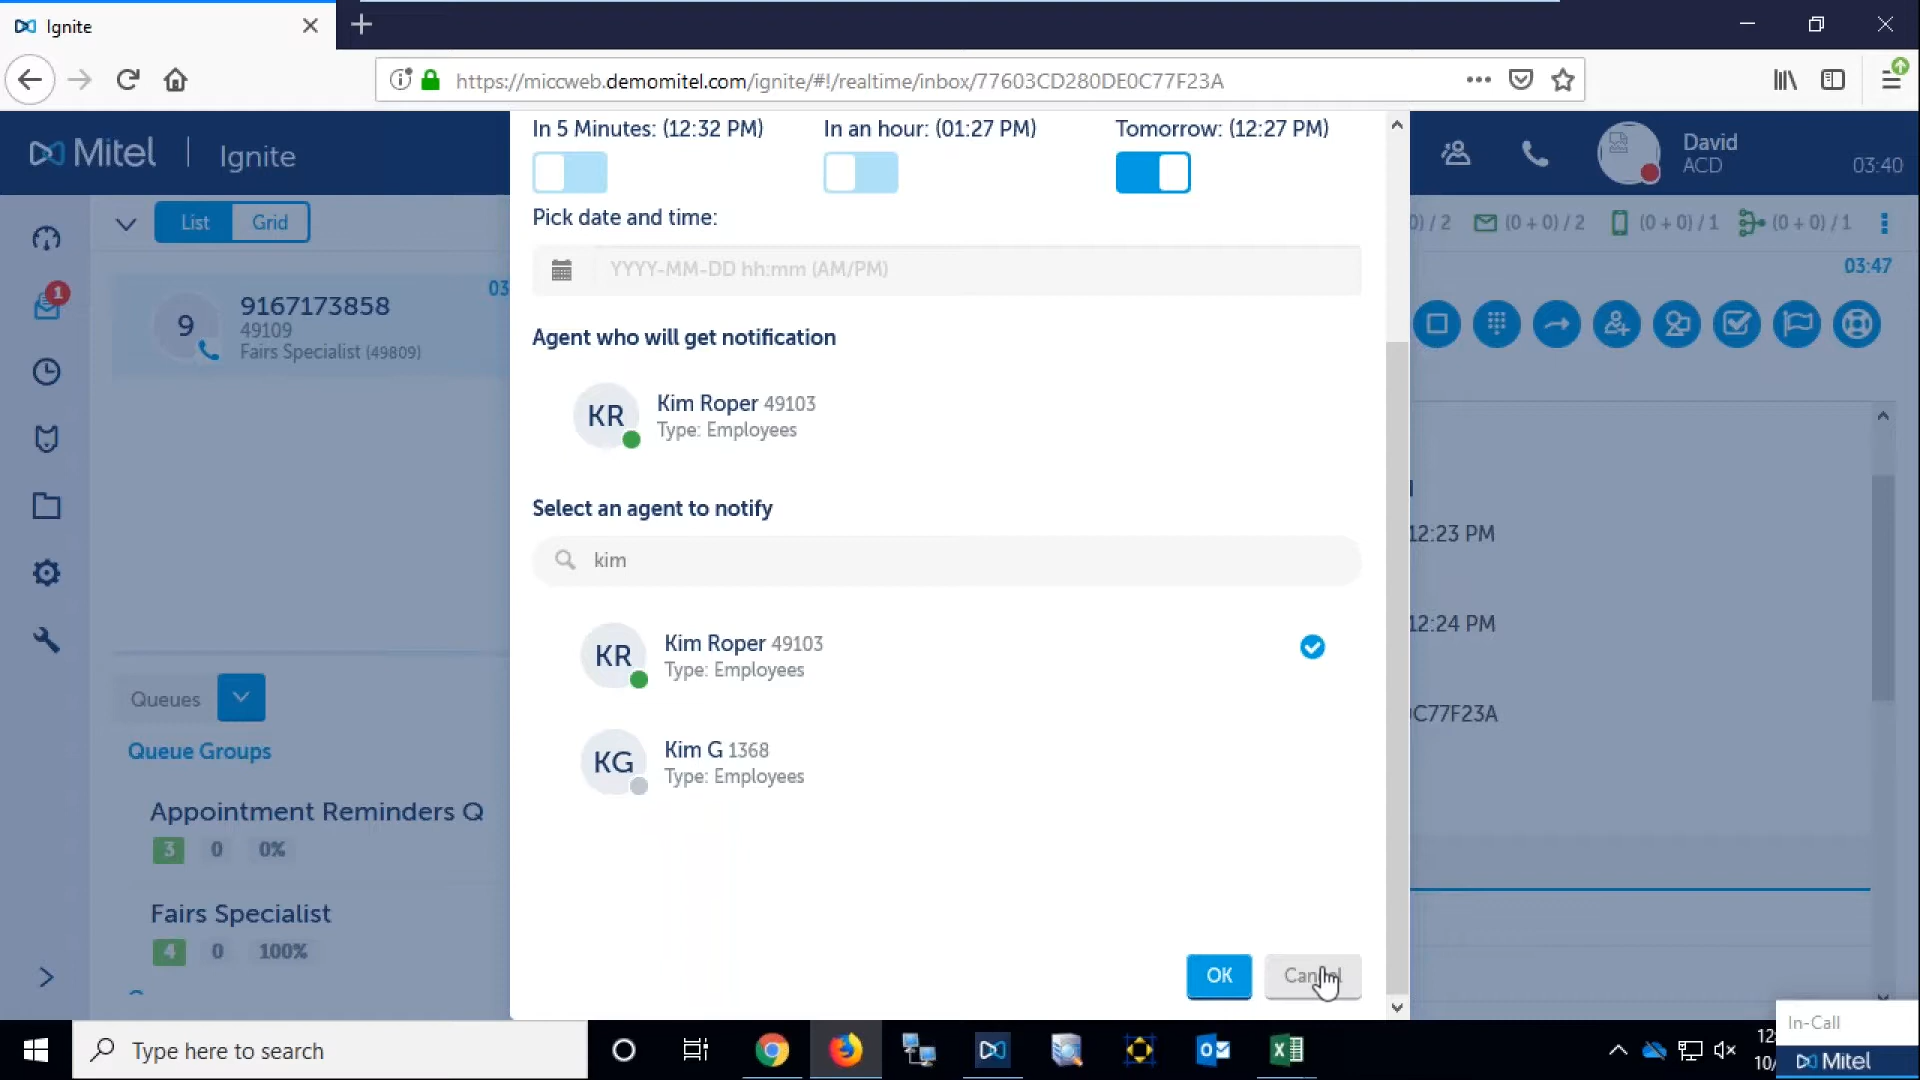 Ignite
https://miccweb.demomitel.com/ignite/#!/realtime/inbox/77603CD280DE0C77F23A
Mitel | Ignite
David
ACD
03:40
List Grid
(0 + 0) / 2
(0 + 0) / 1
(0 + 0) / 1
03:47
1
9
9167173858
49109
Fairs Specialist (49809)
In 5 Minutes: (12:32 PM)
In an hour: (01:27 PM)
Tomorrow: (12:27 PM)
Pick date and time:
YYYY-MM-DD hh:mm (AM/PM)
Agent who will get notification
KR
Kim Roper 49103
Type: Employees
Select an agent to notify
kim
KR
Kim Roper 49103
Type: Employees
KG
Kim G 1368
Type: Employees
OK
12:23 PM
12:24 PM
C77F23A
Queues
Queue Groups
Appointment Reminders Q
3 0 0%
Fairs Specialist
4 0 100%
In-Call
Mitel
Type here to search